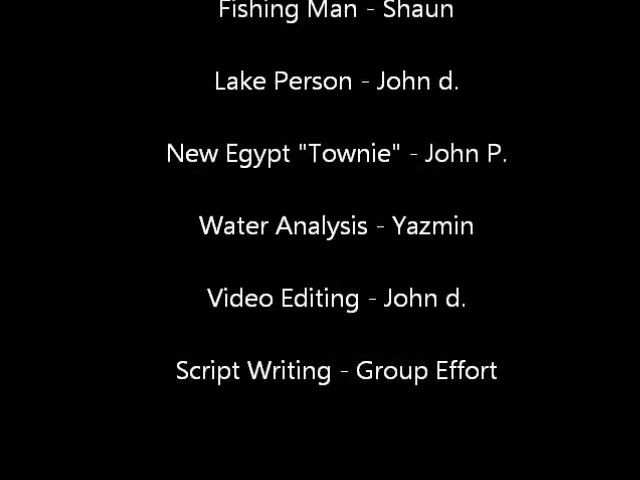 Fishing Man - Shaun
Lake Person - John d.
New Egypt "Townie" - John P.
Water Analysis - Yazmin
Video Editing - John d.
Script Writing - Group Effort